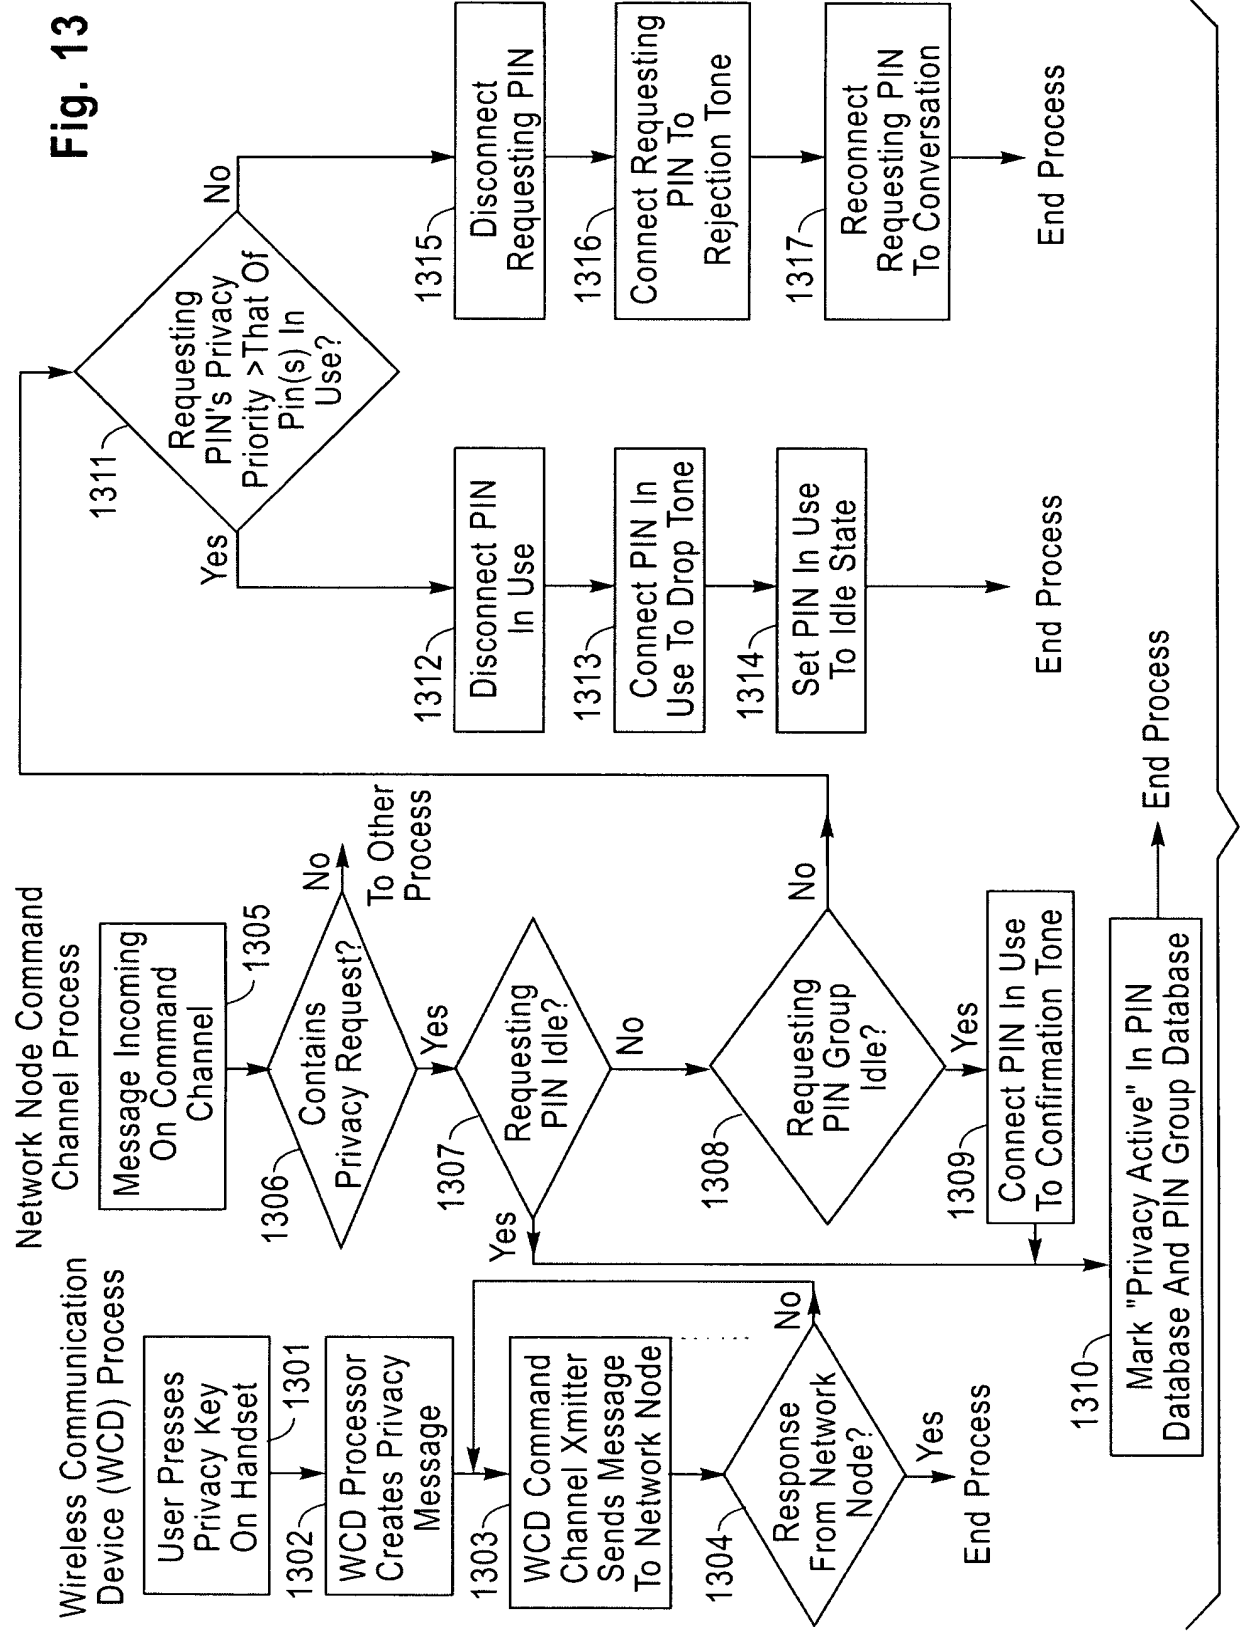 Fig. 13
Wireless Communication
Device (WCD) Process
User Presses
Privacy Key
On Handset
1301
WCD Processor
Creates Privacy
Message
1302
WCD Command
Channel Xmitter
Sends Message
To Network Node
1303
Response
From Network
Node?
1304
No
Yes
End Process
Network Node Command
Channel Process
Message Incoming
On Command
Channel
1305
Contains
Privacy Request?
1306
No
To Other
Process
Yes
Requesting
PIN Idle?
1307
Yes
No
Requesting
PIN Group
Idle?
1308
No
Yes
Connect PIN In Use
To Confirmation Tone
1309
Mark "Privacy Active" In PIN
Database And PIN Group Database
1310
End Process
Requesting
PIN's Privacy
Priority >That Of
Pin(s) In
Use?
1311
Yes
No
Disconnect PIN
In Use
1312
Connect PIN In
Use To Drop Tone
1313
Set PIN In Use
To Idle State
1314
End Process
Disconnect
Requesting PIN
1315
Connect Requesting
PIN To
Rejection Tone
1316
Reconnect
Requesting PIN
To Conversation
1317
End Process